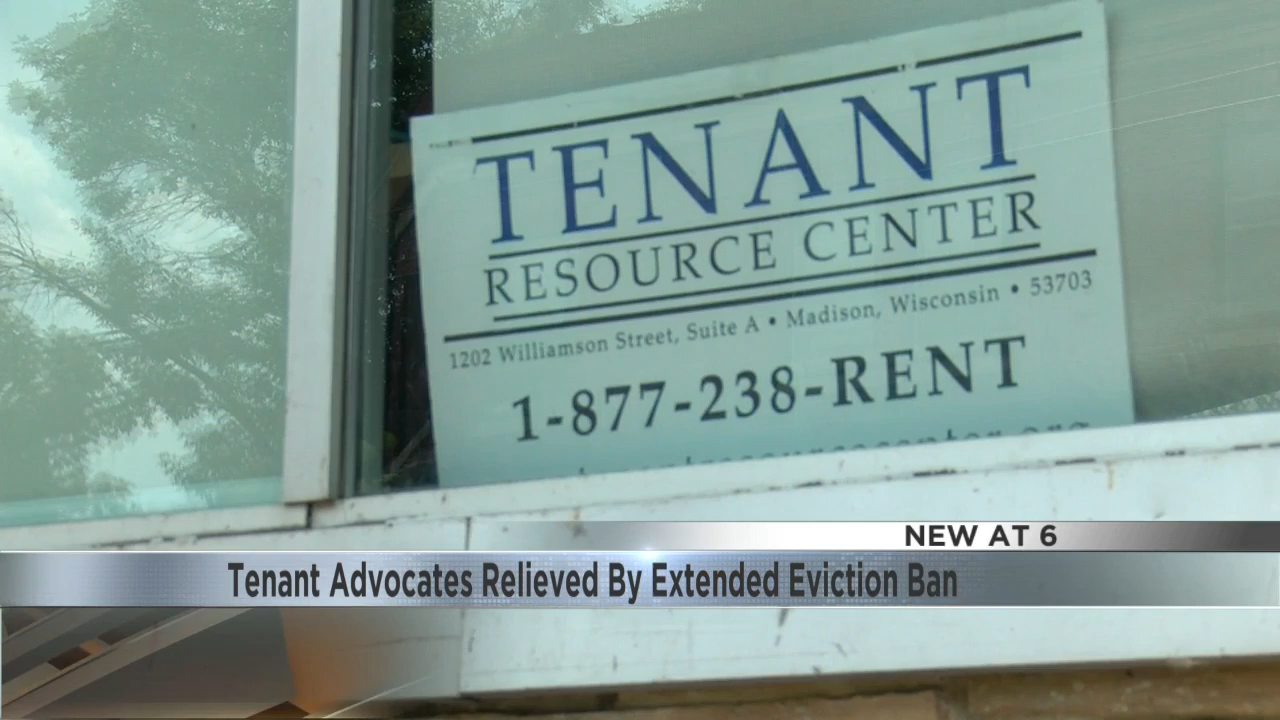 TENANT
RESOURCE CENTER
1202 Williamson Street, Suite A • Madison, Wisconsin • 53703
1-877-238-RENT
NEW AT 6
Tenant Advocates Relieved By Extended Eviction Ban